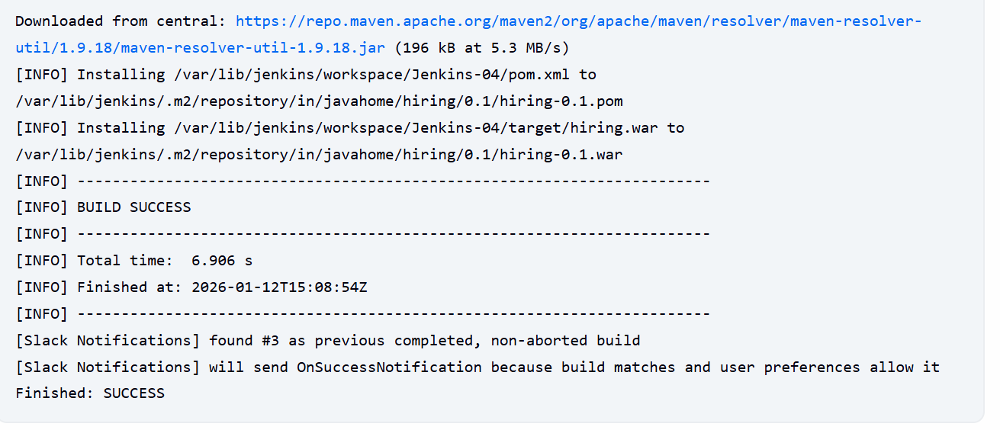 Downloaded from central: https://repo.maven.apache.org/maven2/org/apache/maven/resolver/maven-resolver-
util/1.9.18/maven-resolver-util-1.9.18.jar (196 kB at 5.3 MB/s)
[INFO] Installing /var/lib/jenkins/workspace/Jenkins-04/pom.xml to
/var/lib/jenkins/.m2/repository/in/javahome/hiring/0.1/hiring-0.1.pom
[INFO] Installing /var/lib/jenkins/workspace/Jenkins-04/target/hiring.war to
/var/lib/jenkins/.m2/repository/in/javahome/hiring/0.1/hiring-0.1.war
[INFO] ------------------------------------------------------------------------
[INFO] BUILD SUCCESS
[INFO] ------------------------------------------------------------------------
[INFO] Total time:  6.906 s
[INFO] Finished at: 2026-01-12T15:08:54Z
[INFO] ------------------------------------------------------------------------
[Slack Notifications] found #3 as previous completed, non-aborted build
[Slack Notifications] will send OnSuccessNotification because build matches and user preferences allow it
Finished: SUCCESS